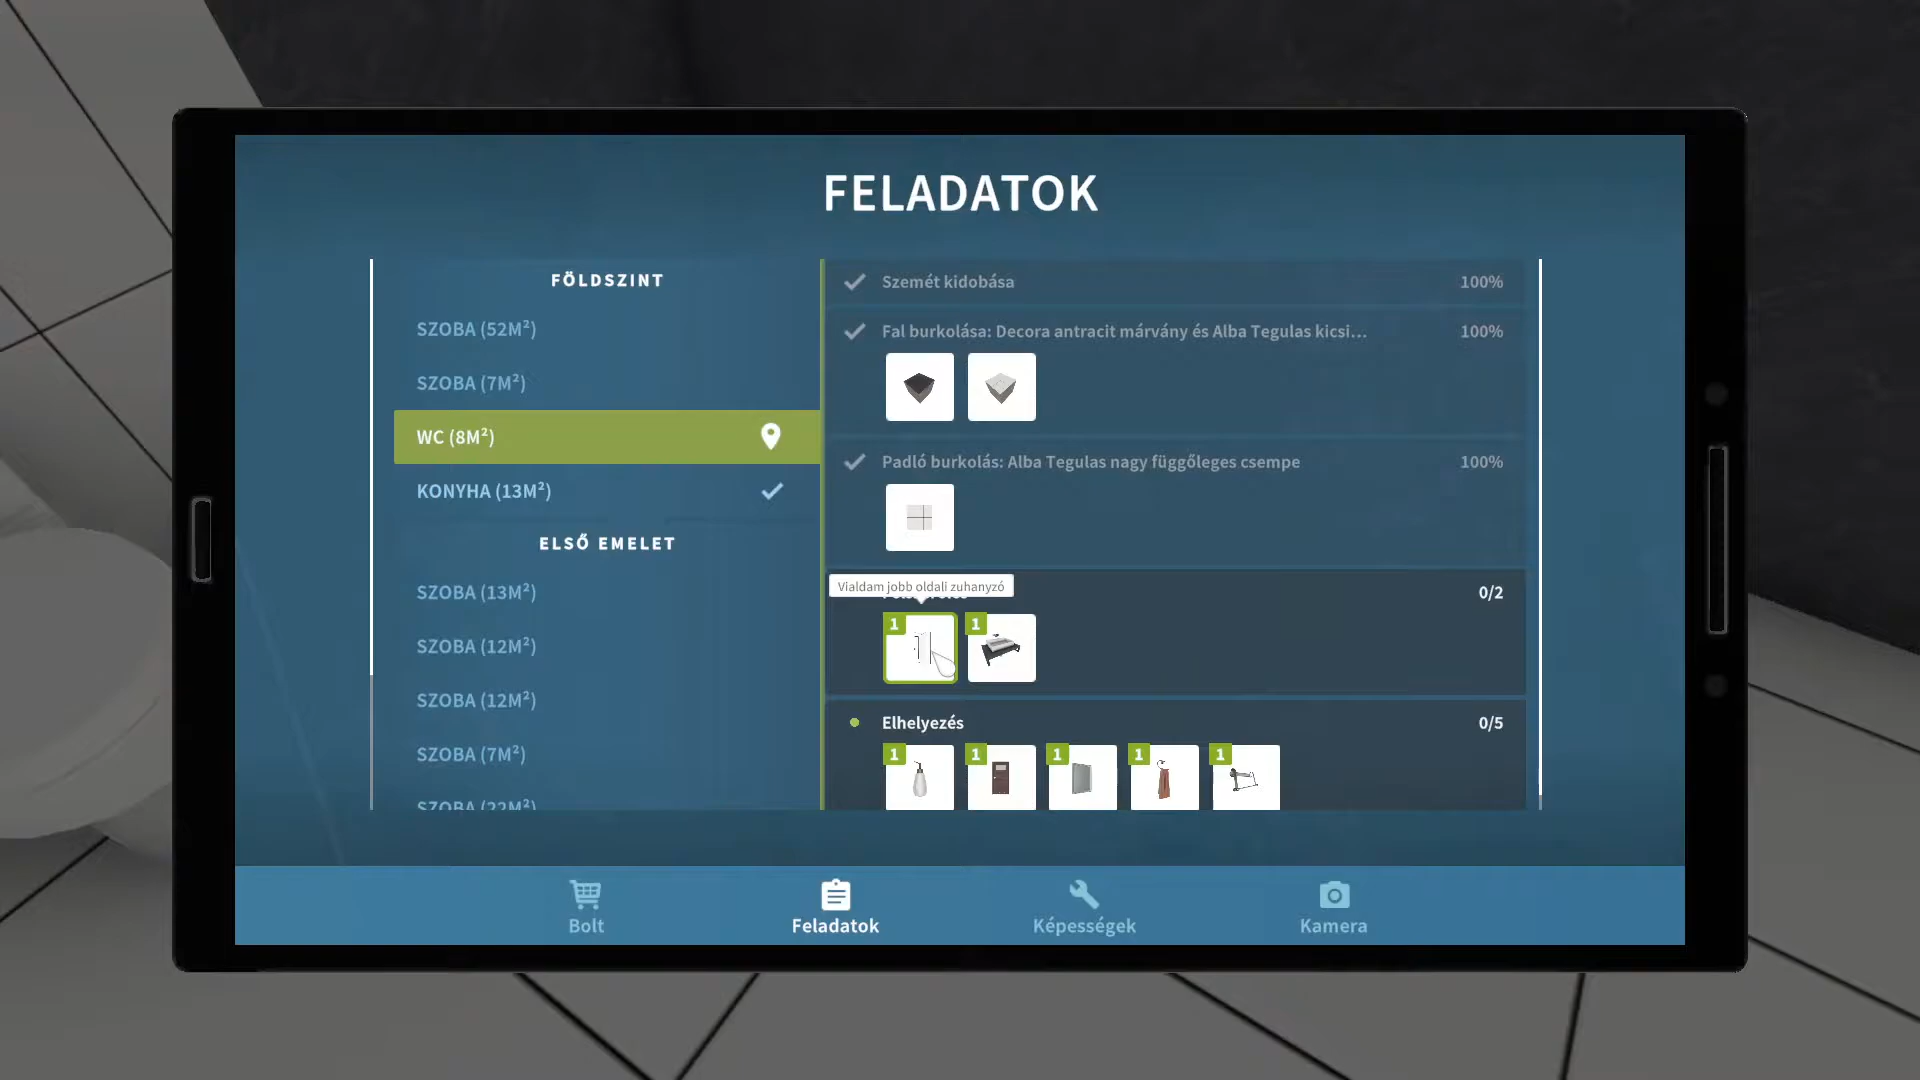 FELADATOK
FÖLDSZINT
SZOBA (52M²)
SZOBA (7M²)
WC (8M²)
KONYHA (13M²)
ELSŐ EMELET
SZOBA (13M²)
SZOBA (12M²)
SZOBA (12M²)
SZOBA (7M²)
SZOBA (22M²)
Szemét kidobása 100%
Fal burkolása: Decora antracit márvány és Alba Tegulas kicsi... 100%
Padló burkolás: Alba Tegulas nagy függőleges csempe 100%
Vialdam jobb oldali zuhanyzó
0/2
1 1
Elhelyezés 0/5
1 1 1 1 1
Bolt Feladatok Képességek Kamera